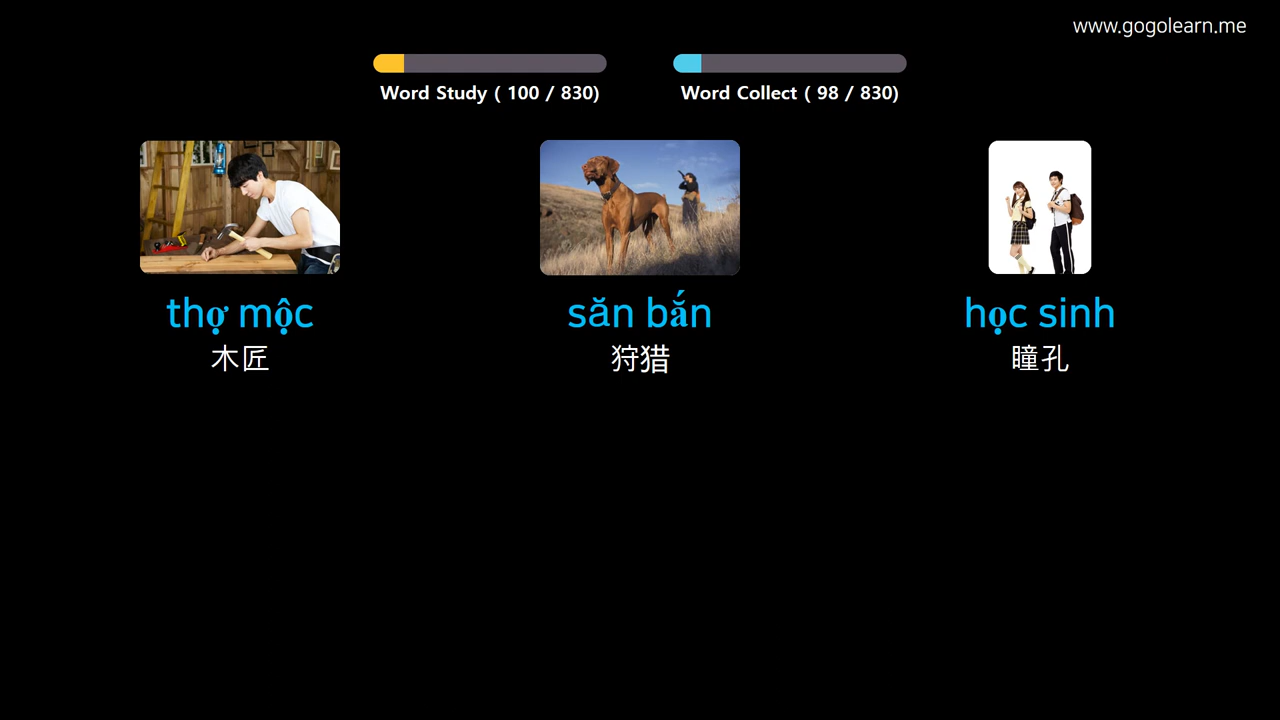 www.gogolearn.me
Word Study ( 100 / 830)
Word Collect ( 98 / 830)
thợ mộc
săn bắn
học sinh
木匠
狩猎
瞳孔